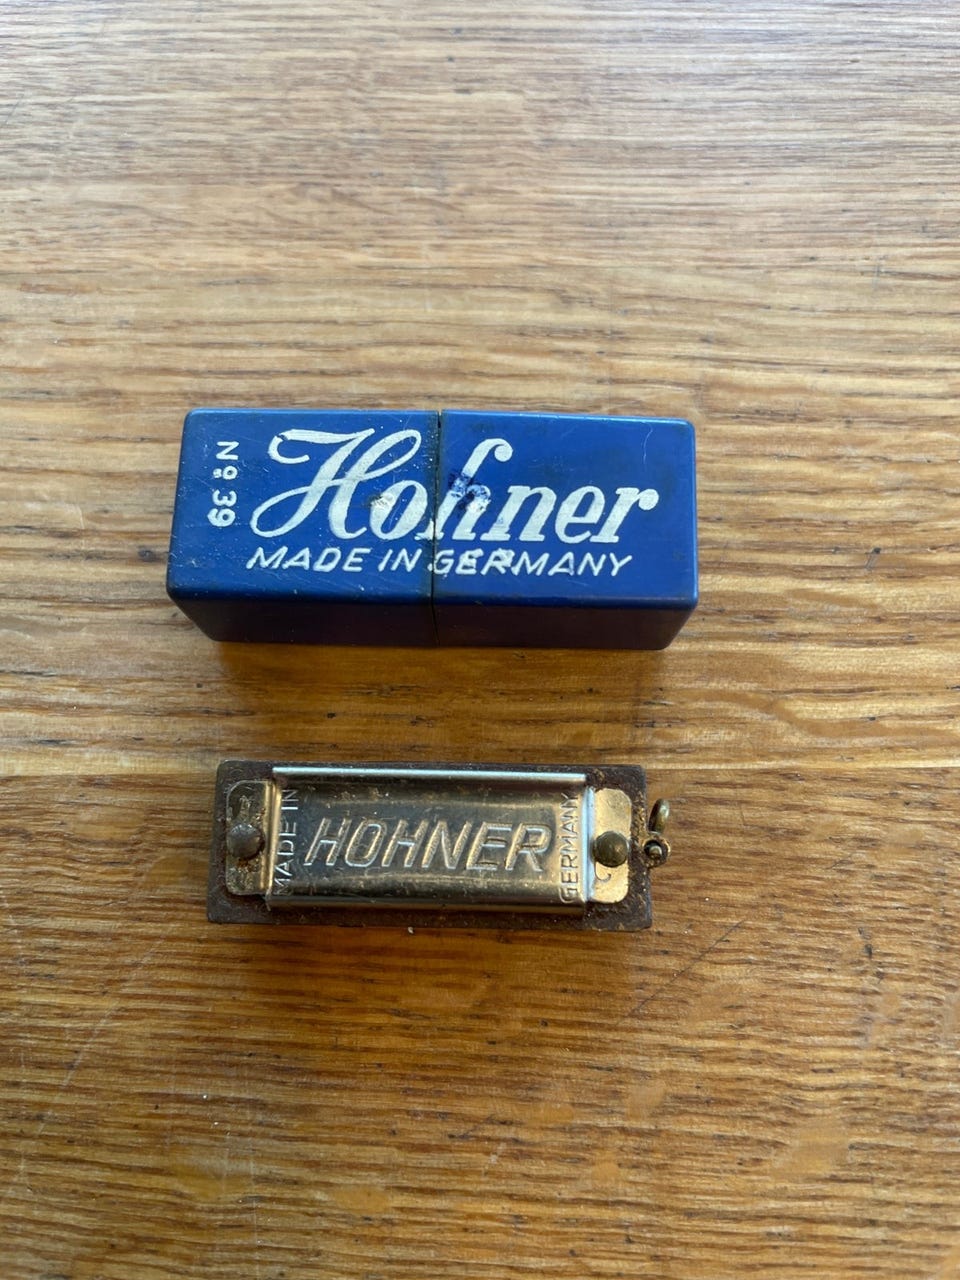 No 39
Hohner
MADE IN GERMANY
MADE IN
HOHNER
GERMANY